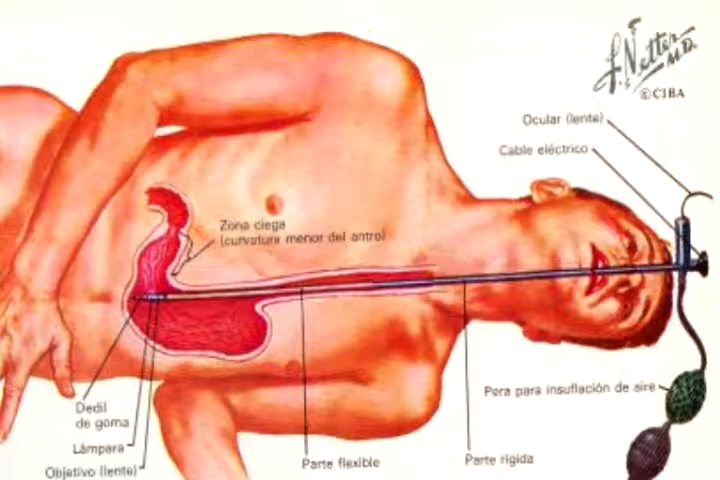 F. Netter
M.D.
© CIBA
Ocular (lente)
Cable eléctrico
Zona ciega
(curvatura menor del antro)
Pera para insuflación de aire
Dedil
de goma
Lámpara
Objetivo (lente)
Parte flexible
Parte rígida